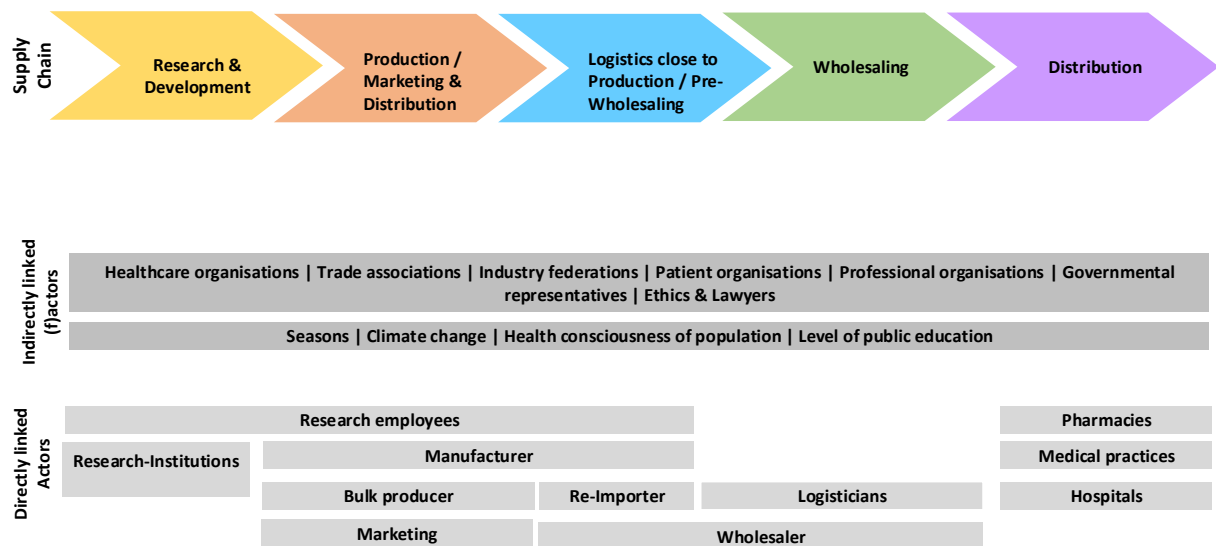 Supply
Chain
Research &
Development
Production /
Marketing &
Distribution
Logistics close to
Production / Pre-
Wholesaling
Wholesaling
Distribution
Indirectly linked
(f)actors
Healthcare organisations | Trade associations | Industry federations | Patient organisations | Professional organisations | Governmental
representatives | Ethics & Lawyers
Seasons | Climate change | Health consciousness of population | Level of public education
Directly linked
Actors
Research employees
Pharmacies
Research-Institutions
Manufacturer
Medical practices
Bulk producer
Re-Importer
Logisticians
Hospitals
Marketing
Wholesaler